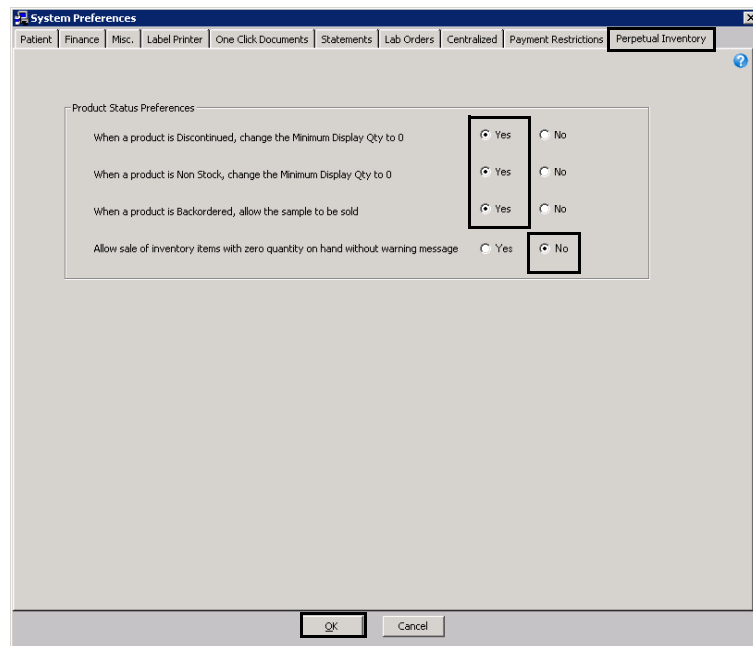 System Preferences
Patient Finance Misc. Label Printer One Click Documents Statements Lab Orders Centralized Payment Restrictions Perpetual Inventory
Product Status Preferences
When a product is Discontinued, change the Minimum Display Qty to 0 Yes No
When a product is Non Stock, change the Minimum Display Qty to 0 Yes No
When a product is Backordered, allow the sample to be sold Yes No
Allow sale of inventory items with zero quantity on hand without warning message Yes No
OK Cancel